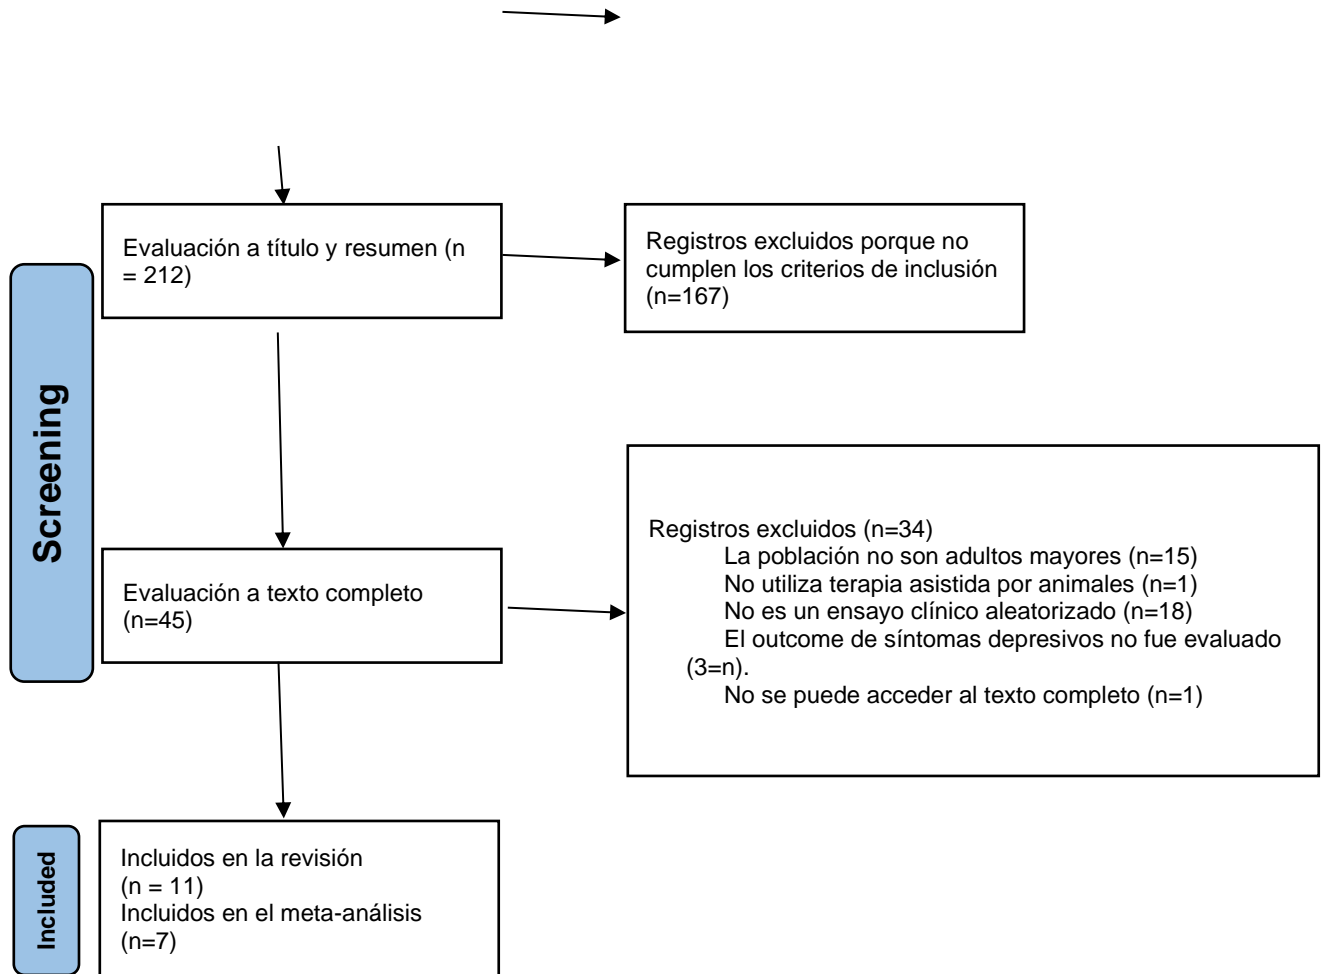 Evaluación a título y resumen (n
= 212)
Registros excluidos porque no
cumplen los criterios de inclusión
(n=167)
Screening
Evaluación a texto completo
(n=45)
Registros excluidos (n=34)
La población no son adultos mayores (n=15)
No utiliza terapia asistida por animales (n=1)
No es un ensayo clínico aleatorizado (n=18)
El outcome de síntomas depresivos no fue evaluado
(3=n).
No se puede acceder al texto completo (n=1)
Included
Incluidos en la revisión
(n = 11)
Incluidos en el meta-análisis
(n=7)